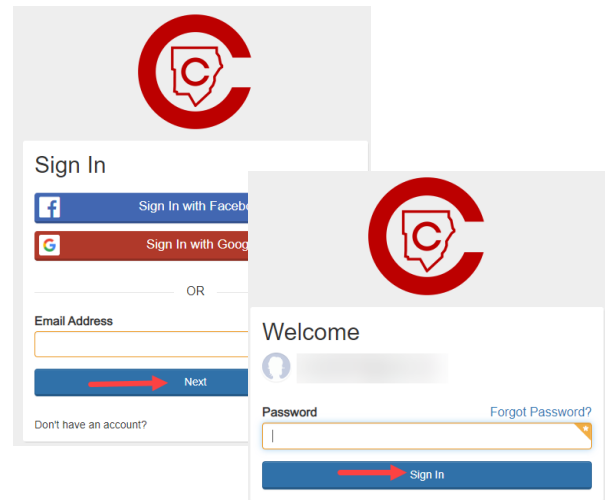 C
Sign In
Sign In with Facebo
Sign In with Goog
OR
Email Address
Next
Don't have an account?
C
Welcome
Password Forgot Password?
Sign In